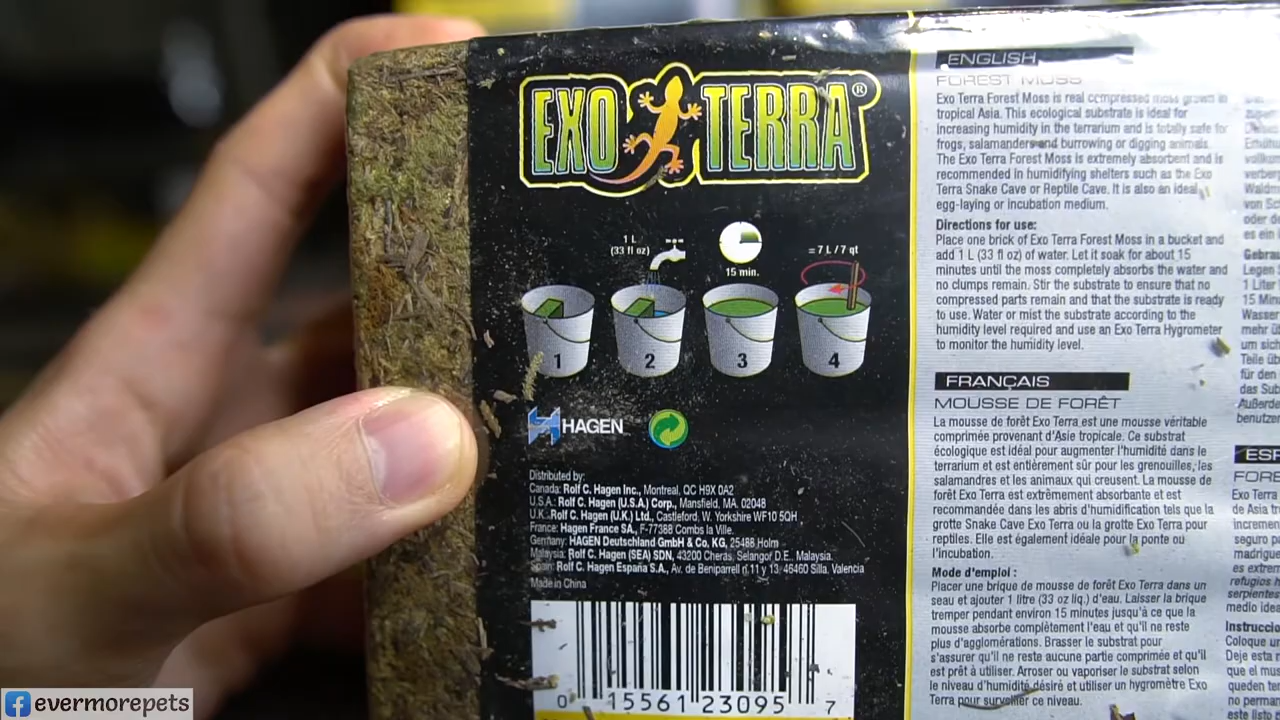 EXO TERRA®
1 L
(33 fl oz)
15 min.
= 7 L / 7 qt
1
2
3
4
HAGEN
Distributed by:
Canada: Rolf C. Hagen Inc., Montreal, QC H9X 0A2
U.S.A.: Rolf C. Hagen (U.S.A.) Corp., Mansfield, MA. 02048
U.K.: Rolf C. Hagen (U.K.) Ltd., Castleford, W. Yorkshire WF10 5QH
France: Hagen France SA., F-77388 Combs la Ville.
Germany: HAGEN Deutschland GmbH & Co, KG, 25488 Holm
Malaysia: Rolf C. Hagen (SEA) SDN, 43200 Cheras, Selangor D.E., Malaysia.
Spain: Rolf C. Hagen España S.A., Av. de Beniparrell n.11 y 13, 46460 Silla, Valencia
Made in China
0 15561 23095 7
ENGLISH
FOREST MOSS
Exo Terra Forest Moss is real compressed moss grown in
tropical Asia. This ecological substrate is ideal for
increasing humidity in the terrarium and is totally safe for
frogs, salamanders and burrowing or digging animals.
The Exo Terra Forest Moss is extremely absorbent and is
recommended in humidifying shelters such as the Exo
Terra Snake Cave or Reptile Cave. It is also an ideal
egg-laying or incubation medium.
Directions for use:
Place one brick of Exo Terra Forest Moss in a bucket and
add 1 L (33 fl oz) of water. Let it soak for about 15
minutes until the moss completely absorbs the water and
no clumps remain. Stir the substrate to ensure that no
compressed parts remain and that the substrate is ready
to use. Water or mist the substrate according to the
humidity level required and use an Exo Terra Hygrometer
to monitor the humidity level.
FRANÇAIS
MOUSSE DE FORÊT
La mousse de forêt Exo Terra est une mousse véritable
comprimée provenant d'Asie tropicale. Ce substrat
écologique est idéal pour augmenter l'humidité dans le
terrarium et est entièrement sûr pour les grenouilles, les
salamandres et les animaux qui creusent. La mousse de
forêt Exo Terra est extrêmement absorbante et est
recommandée dans les abris d'humidification tels que la
grotte Snake Cave Exo Terra ou la grotte Exo Terra pour
reptiles. Elle est également idéale pour la ponte ou
l'incubation.
Mode d'emploi :
Placer une brique de mousse de forêt Exo Terra dans un
seau et ajouter 1 litre (33 oz liq.) d'eau. Laisser la brique
tremper pendant environ 15 minutes jusqu'à ce que la
mousse absorbe complètement l'eau et qu'il ne reste
plus d'agglomérations. Brasser le substrat pour
s'assurer qu'il ne reste aucune partie comprimée et qu'il
est prêt à utiliser. Arroser ou vaporiser le substrat selon
le niveau d'humidité désiré et utiliser un hygromètre Exo
Terra pour surveiller ce niveau.
evermorepets